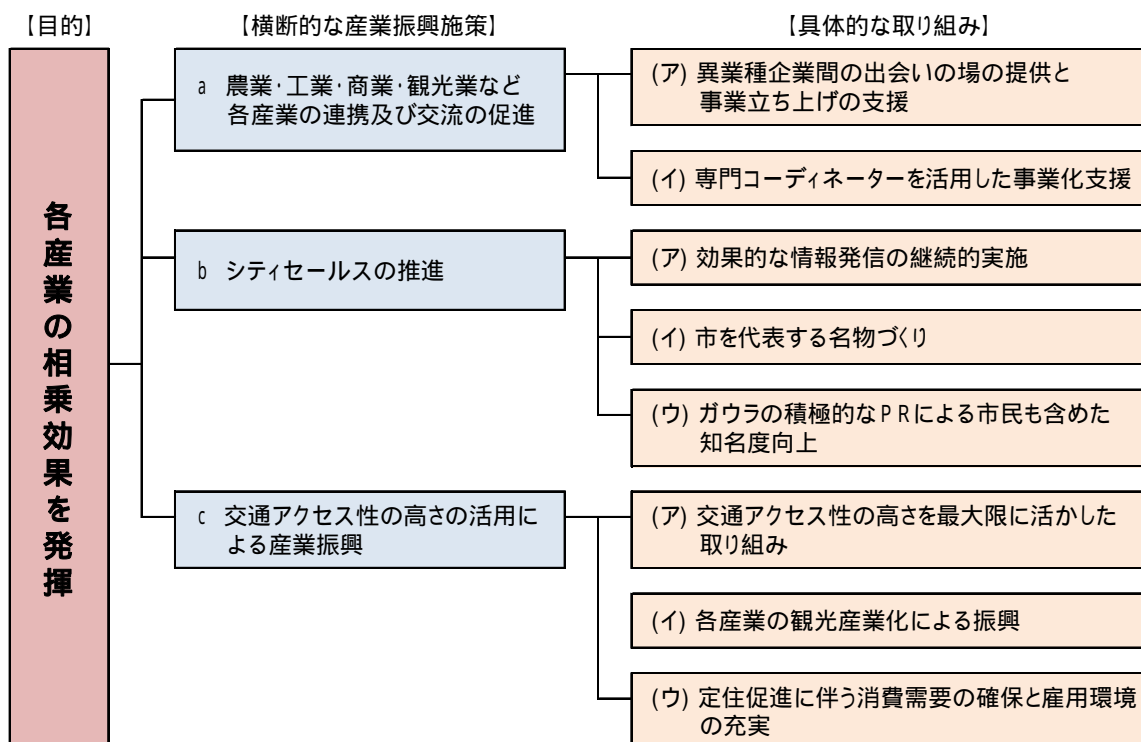 【目的】
【横断的な産業振興施策】
【具体的な取り組み】
各産業の相乗効果を発揮
a 農業・工業・商業・観光業など
各産業の連携及び交流の促進
(ア) 異業種企業間の出会いの場の提供と
事業立ち上げの支援
(イ) 専門コーディネーターを活用した事業化支援
b シティセールスの推進
(ア) 効果的な情報発信の継続的実施
(イ) 市を代表する名物づくり
(ウ) ガウラの積極的なPRによる市民も含めた
知名度向上
c 交通アクセス性の高さの活用に
よる産業振興
(ア) 交通アクセス性の高さを最大限に活かした
取り組み
(イ) 各産業の観光産業化による振興
(ウ) 定住促進に伴う消費需要の確保と雇用環境
の充実